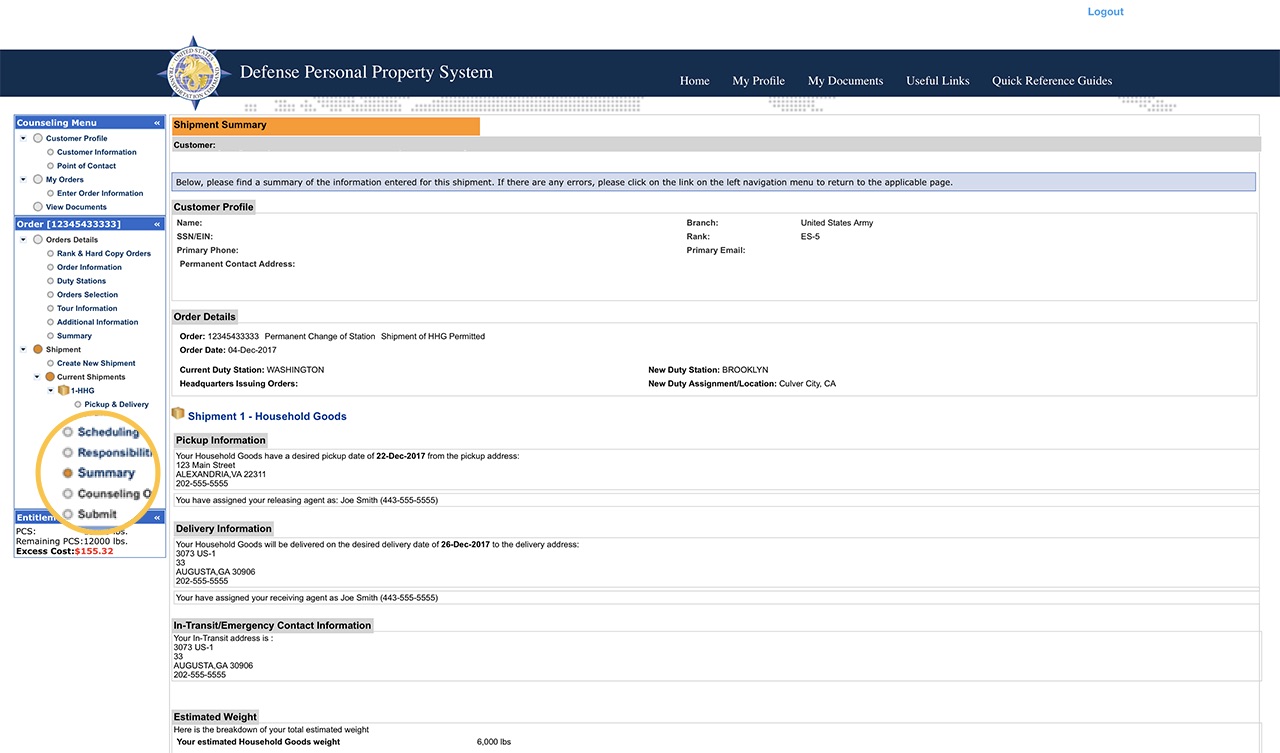 Logout
UNITED STATES TRANSPORTATION COMMAND
Defense Personal Property System
Home My Profile My Documents Useful Links Quick Reference Guides
Counseling Menu «
Customer Profile
Customer Information
Point of Contact
My Orders
Enter Order Information
View Documents
Order [12345433333] «
Orders Details
Rank & Hard Copy Orders
Order Information
Duty Stations
Orders Selection
Tour Information
Additional Information
Summary
Shipment
Create New Shipment
Current Shipments
1-HHG
Pickup & Delivery
Scheduling
Responsibiliti
Summary
Counseling O
Submit
Entitlem «
PCS: lbs.
Remaining PCS:12000 lbs.
Excess Cost:$155.32
Shipment Summary
Customer:
Below, please find a summary of the information entered for this shipment. If there are any errors, please click on the link on the left navigation menu to return to the applicable page.
Customer Profile
Name: Branch: United States Army
SSN/EIN: Rank: ES-5
Primary Phone: Primary Email:
Permanent Contact Address:
Order Details
Order: 12345433333 Permanent Change of Station Shipment of HHG Permitted
Order Date: 04-Dec-2017
Current Duty Station: WASHINGTON New Duty Station: BROOKLYN
Headquarters Issuing Orders: New Duty Assignment/Location: Culver City, CA
Shipment 1 - Household Goods
Pickup Information
Your Household Goods have a desired pickup date of 22-Dec-2017 from the pickup address:
123 Main Street
ALEXANDRIA,VA 22311
202-555-5555
You have assigned your releasing agent as: Joe Smith (443-555-5555)
Delivery Information
Your Household Goods will be delivered on the desired delivery date of 26-Dec-2017 to the delivery address:
3073 US-1
33
AUGUSTA,GA 30906
202-555-5555
Your have assigned your receiving agent as Joe Smith (443-555-5555)
In-Transit/Emergency Contact Information
Your In-Transit address is :
3073 US-1
33
AUGUSTA,GA 30906
202-555-5555
Estimated Weight
Here is the breakdown of your total estimated weight
Your estimated Household Goods weight 6,000 lbs